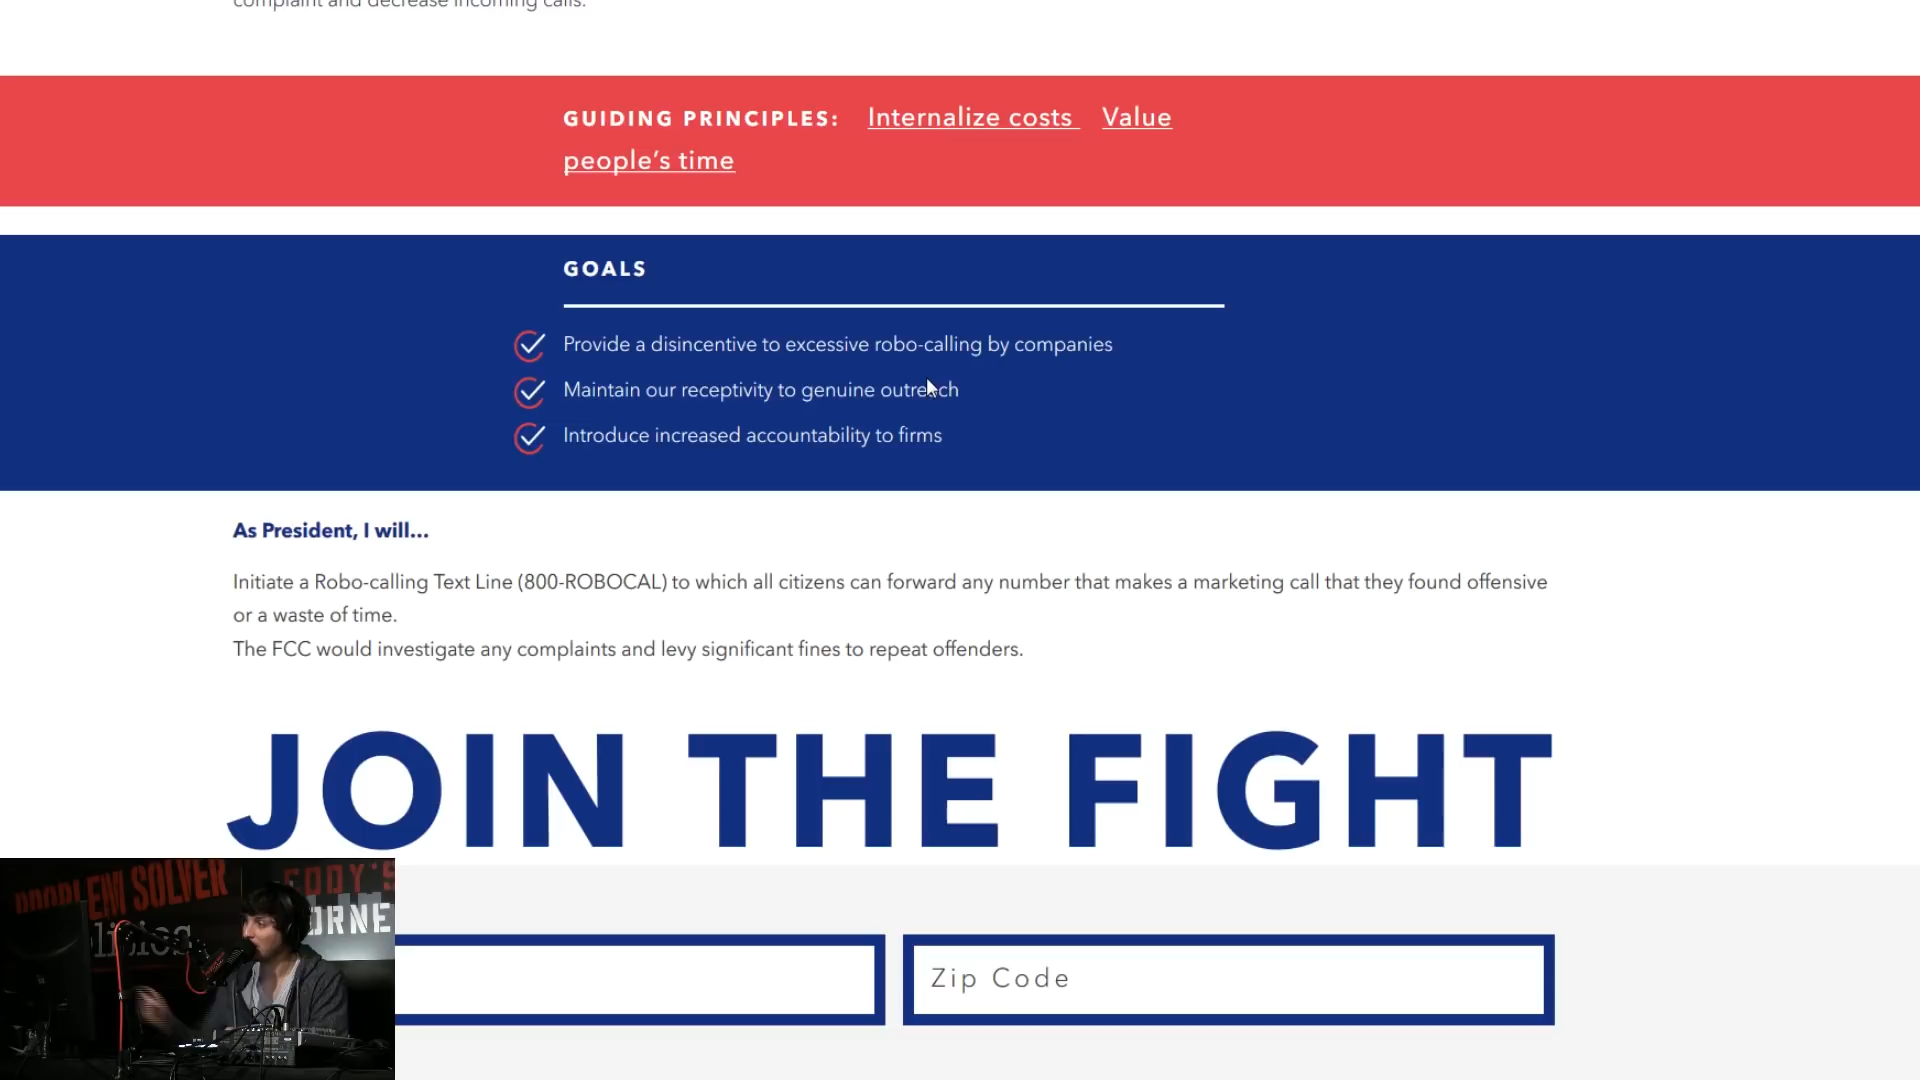 complaint and decrease incoming calls.
GUIDING PRINCIPLES: Internalize costs Value
people's time
GOALS
Provide a disincentive to excessive robo-calling by companies
Maintain our receptivity to genuine outreach
Introduce increased accountability to firms
As President, I will...
Initiate a Robo-calling Text Line (800-ROBOCAL) to which all citizens can forward any number that makes a marketing call that they found offensive
or a waste of time.
The FCC would investigate any complaints and levy significant fines to repeat offenders.
JOIN THE FIGHT
PROBLEM SOLVER
Zip Code